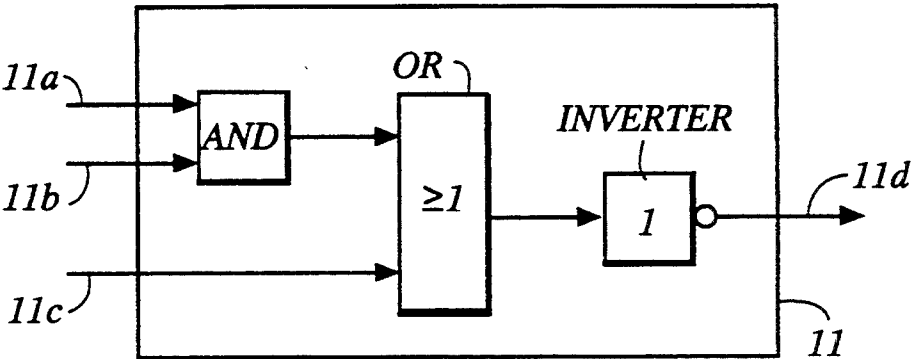 OR
11a
AND
INVERTER
11b
≥1
1
11d
11c
11